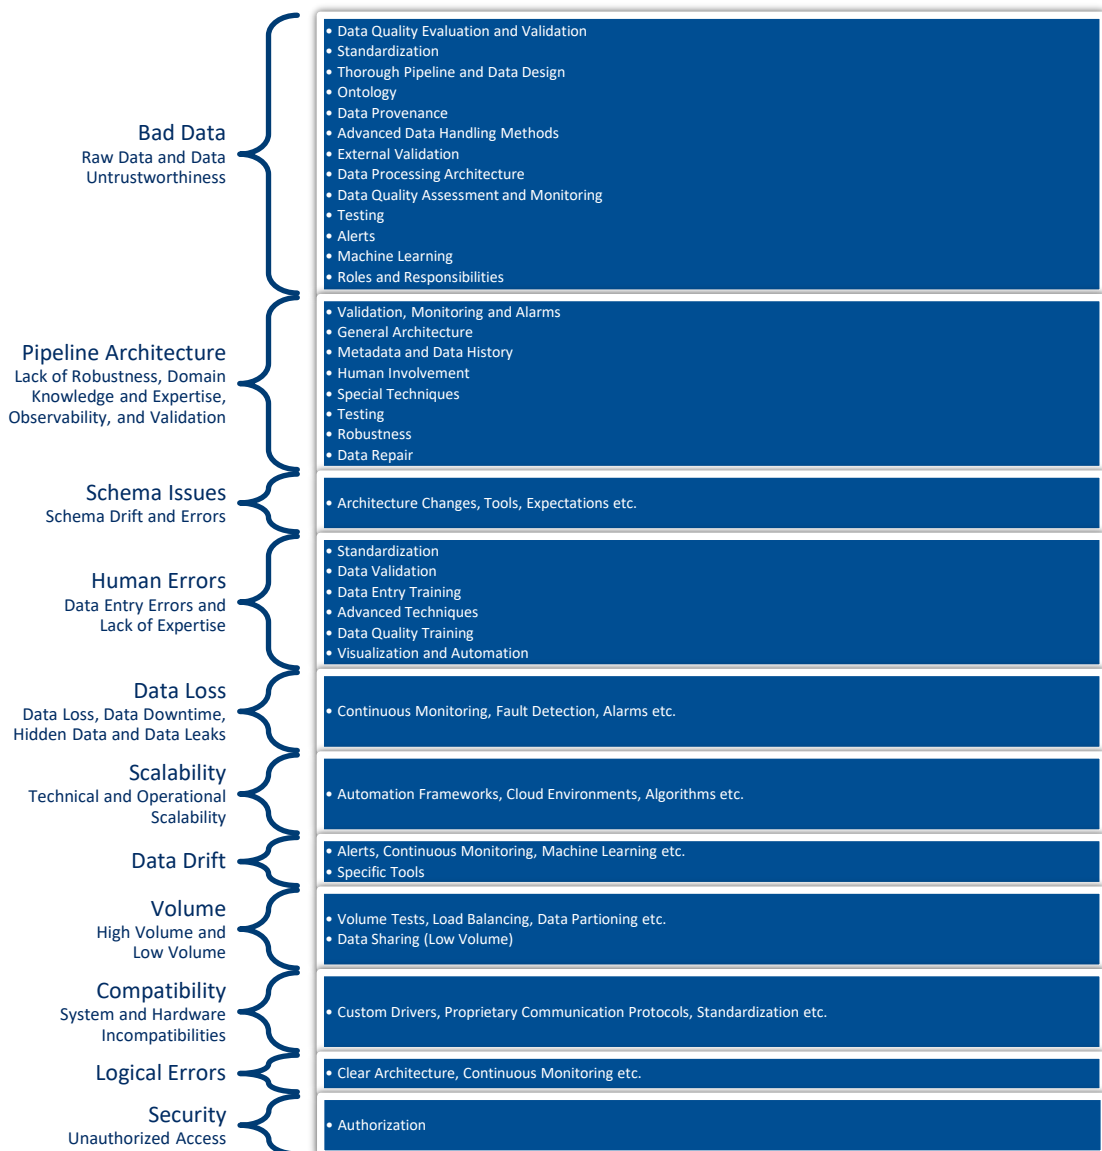 Bad Data
Raw Data and Data
Untrustworthiness
• Data Quality Evaluation and Validation
• Standardization
• Thorough Pipeline and Data Design
• Ontology
• Data Provenance
• Advanced Data Handling Methods
• External Validation
• Data Processing Architecture
• Data Quality Assessment and Monitoring
• Testing
• Alerts
• Machine Learning
• Roles and Responsibilities
Pipeline Architecture
Lack of Robustness, Domain
Knowledge and Expertise,
Observability, and Validation
• Validation, Monitoring and Alarms
• General Architecture
• Metadata and Data History
• Human Involvement
• Special Techniques
• Testing
• Robustness
• Data Repair
Schema Issues
Schema Drift and Errors
• Architecture Changes, Tools, Expectations etc.
Human Errors
Data Entry Errors and
Lack of Expertise
• Standardization
• Data Validation
• Data Entry Training
• Advanced Techniques
• Data Quality Training
• Visualization and Automation
Data Loss
Data Loss, Data Downtime,
Hidden Data and Data Leaks
• Continuous Monitoring, Fault Detection, Alarms etc.
Scalability
Technical and Operational
Scalability
• Automation Frameworks, Cloud Environments, Algorithms etc.
Data Drift
• Alerts, Continuous Monitoring, Machine Learning etc.
• Specific Tools
Volume
High Volume and
Low Volume
• Volume Tests, Load Balancing, Data Partioning etc.
• Data Sharing (Low Volume)
Compatibility
System and Hardware
Incompatibilities
• Custom Drivers, Proprietary Communication Protocols, Standardization etc.
Logical Errors
• Clear Architecture, Continuous Monitoring etc.
Security
Unauthorized Access
• Authorization